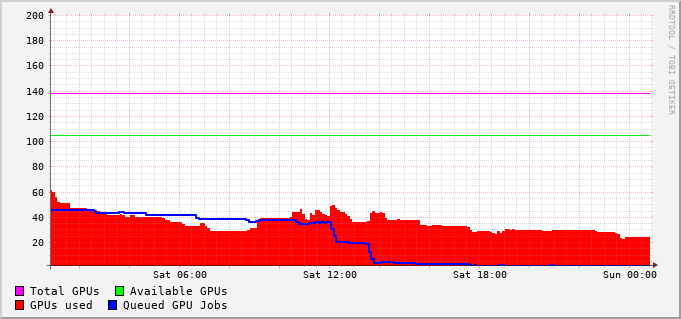 200
180
160
140
120
100
80
60
40
20
Sat 06:00 Sat 12:00 Sat 18:00 Sun 00:00
Total GPUs Available GPUs
GPUs used Queued GPU Jobs
RRDTOOL / TOBI OETIKER